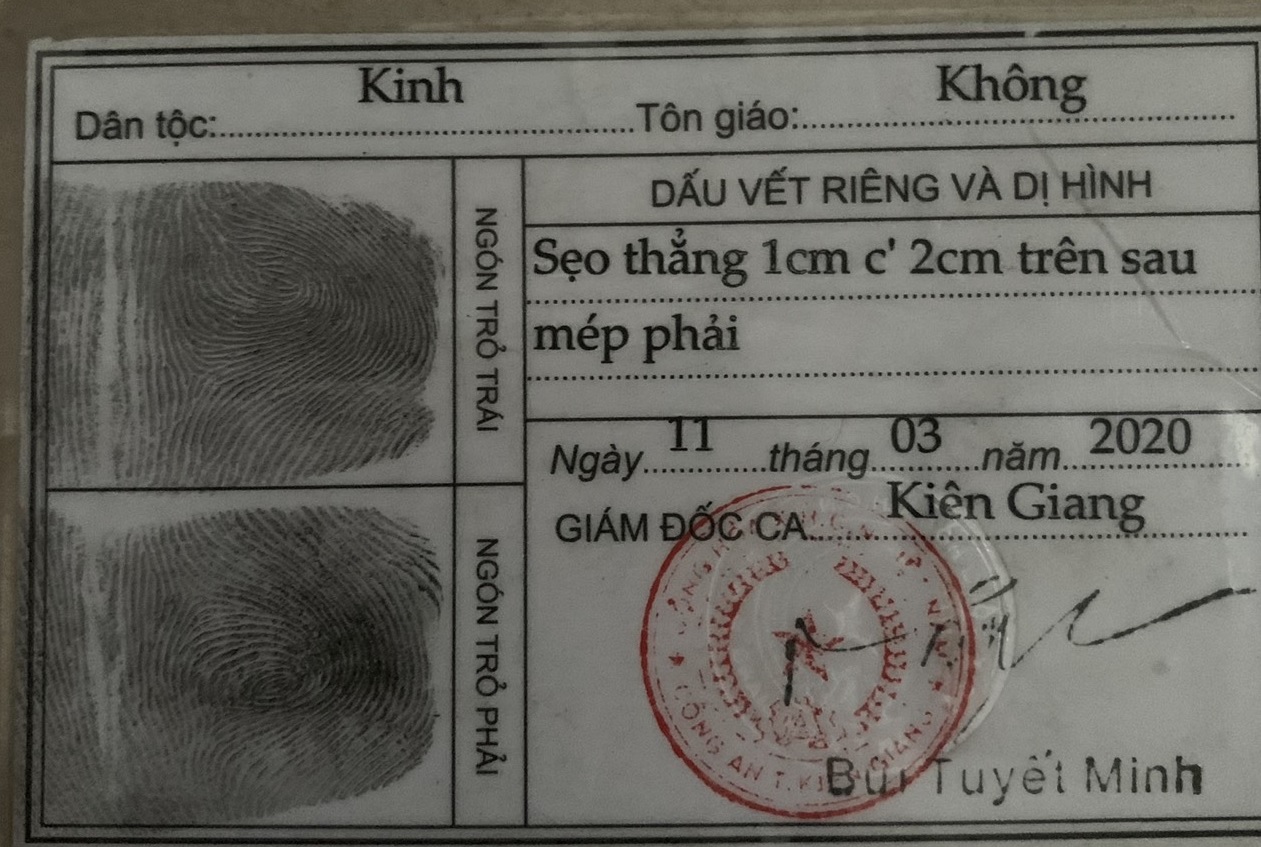 Dân tộc: Kinh Tôn giáo: Không
NGÓN TRỎ TRÁI
DẤU VẾT RIÊNG VÀ DỊ HÌNH
Sẹo thẳng 1cm c' 2cm trên sau
mép phải
Ngày 11 tháng 03 năm 2020
GIÁM ĐỐC CA Kiên Giang
NGÓN TRỎ PHẢI
CÔNG AN T. KIÊN GIANG
Bùi Tuyết Minh